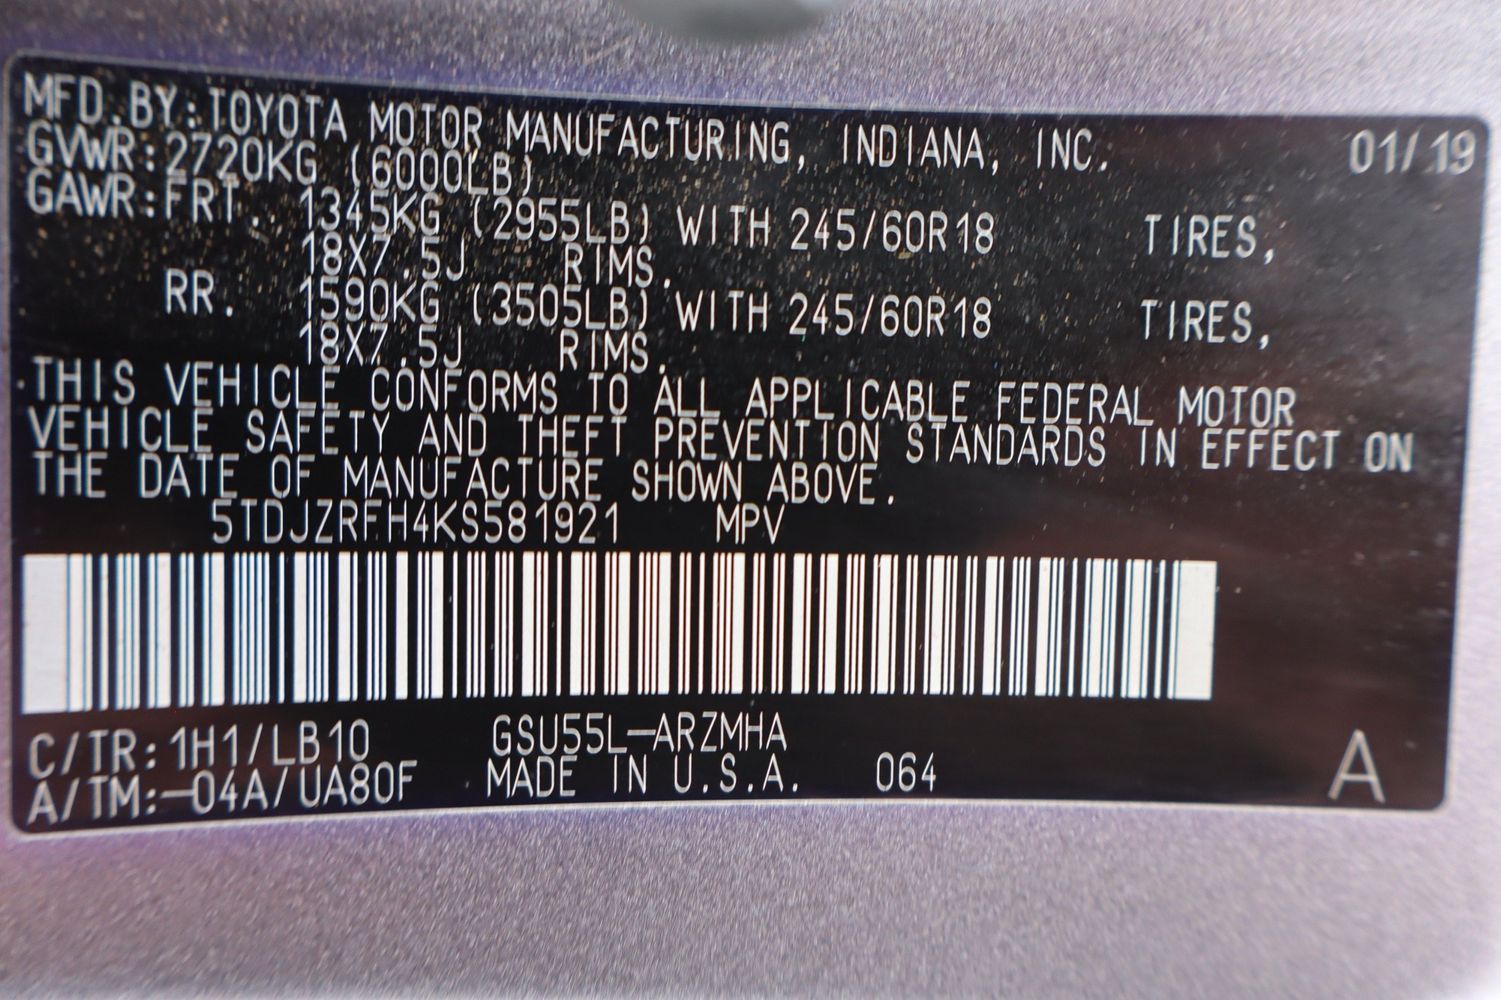 MFD.BY:TOYOTA MOTOR MANUFACTURING, INDIANA, INC. 01/19
GVWR:2720KG (6000LB)
GAWR:FRT. 1345KG (2955LB) WITH 245/60R18 TIRES,
18X7.5J RIMS.
RR. 1590KG (3505LB) WITH 245/60R18 TIRES,
18X7.5J RIMS.
THIS VEHICLE CONFORMS TO ALL APPLICABLE FEDERAL MOTOR
VEHICLE SAFETY AND THEFT PREVENTION STANDARDS IN EFFECT ON
THE DATE OF MANUFACTURE SHOWN ABOVE.
5TDJZRFH4KS581921 MPV
C/TR:1H1/LB10 GSU55L-ARZMHA
A/TM:-04A/UA80F MADE IN U.S.A. 064 A